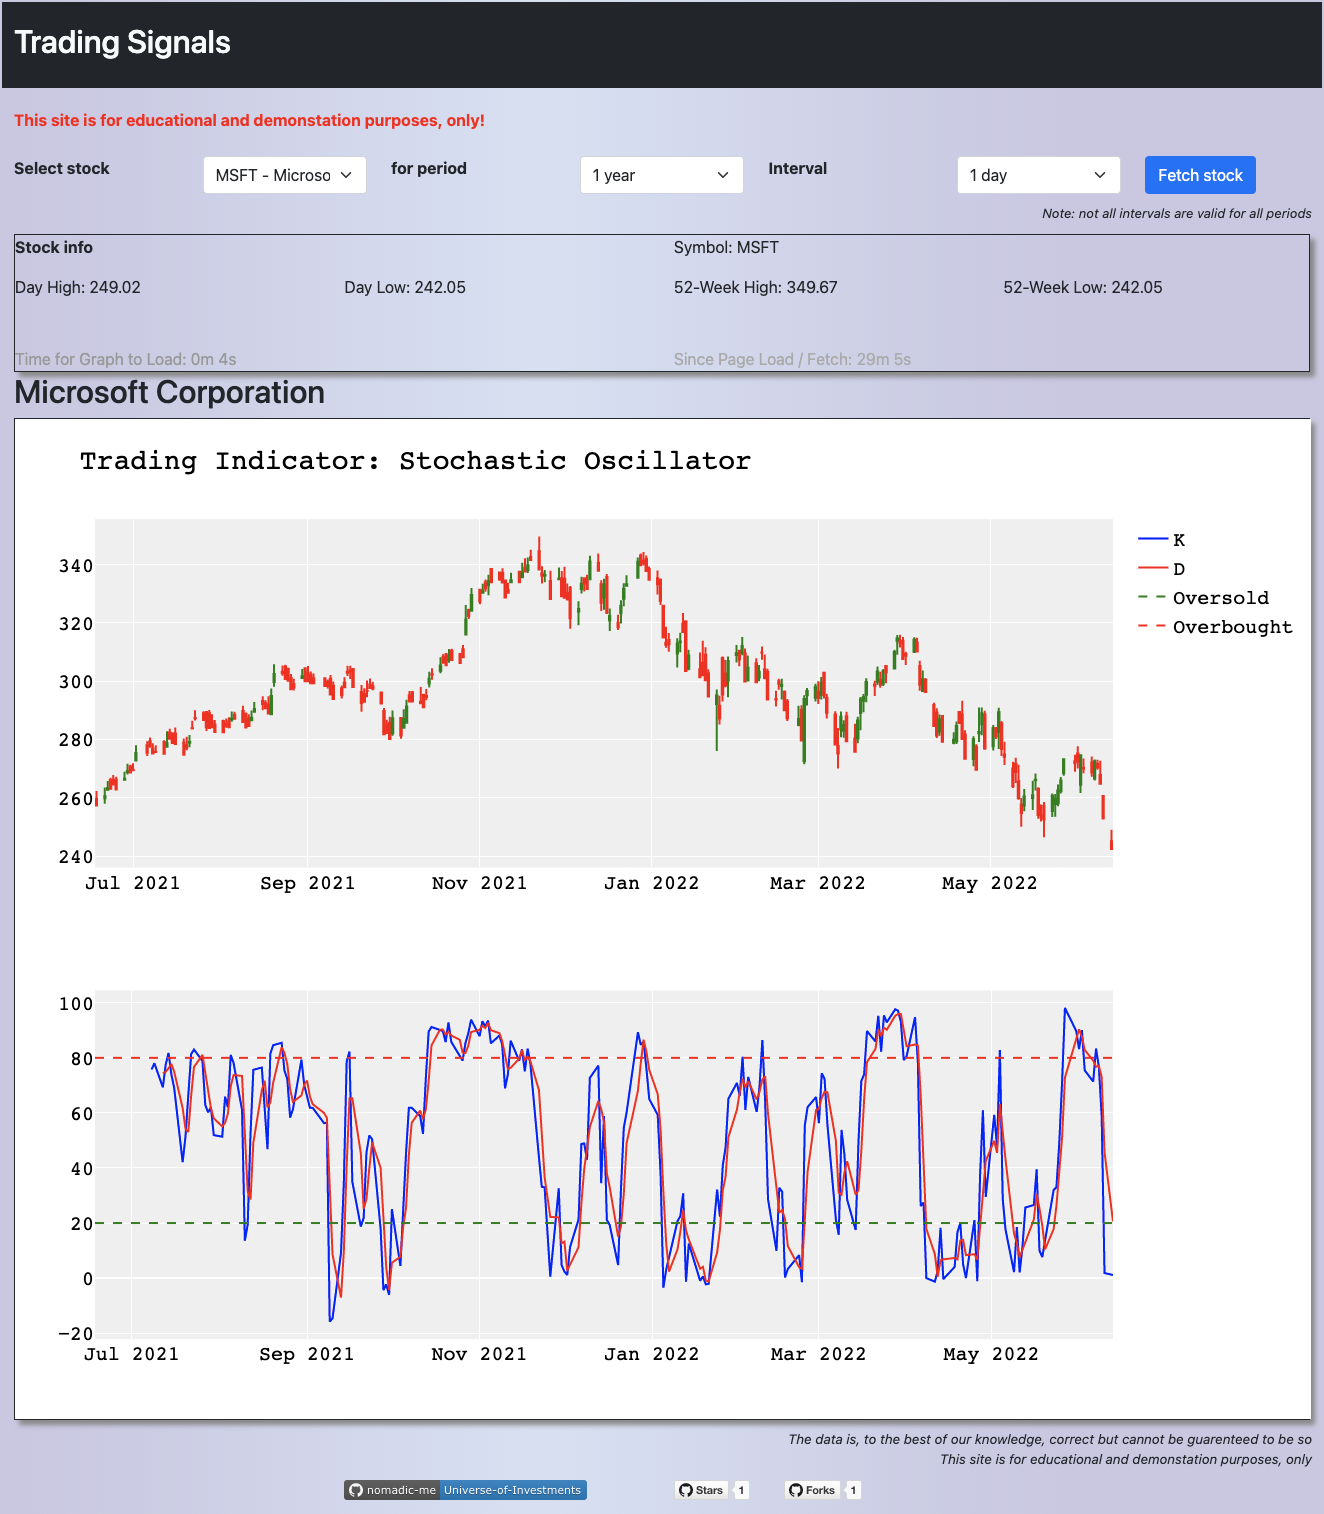 Trading Signals
This site is for educational and demonstation purposes, only!
Select stock MSFT - Microso for period 1 year Interval 1 day Fetch stock
Note: not all intervals are valid for all periods
Stock info Symbol: MSFT
Day High: 249.02 Day Low: 242.05 52-Week High: 349.67 52-Week Low: 242.05
Time for Graph to Load: 0m 4s Since Page Load / Fetch: 29m 5s
Microsoft Corporation
Trading Indicator: Stochastic Oscillator
K
D
Oversold
Overbought
340
320
300
280
260
240
Jul 2021 Sep 2021 Nov 2021 Jan 2022 Mar 2022 May 2022
100
80
60
40
20
0
−20
Jul 2021 Sep 2021 Nov 2021 Jan 2022 Mar 2022 May 2022
The data is, to the best of our knowledge, correct but cannot be guarenteed to be so
This site is for educational and demonstation purposes, only
nomadic-me Universe-of-Investments Stars 1 Forks 1